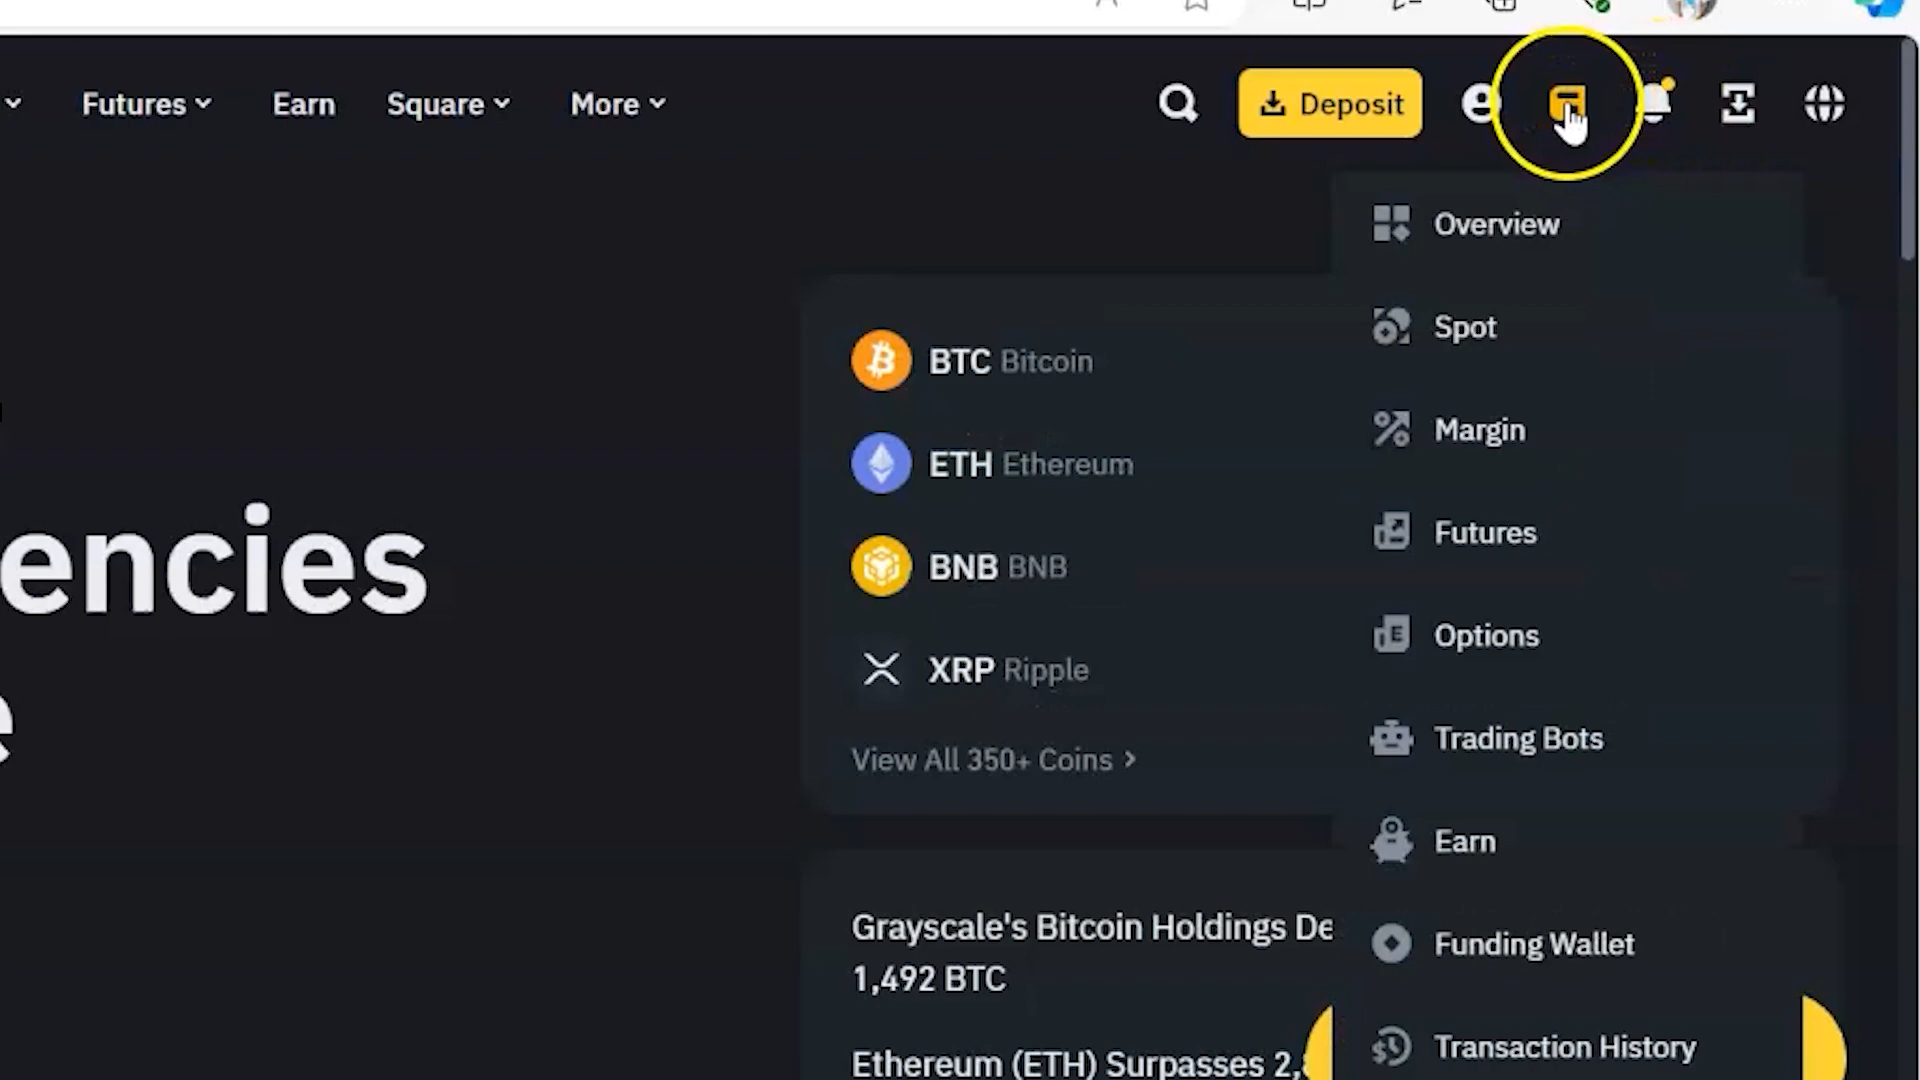 Futures
Earn
Square
More
Deposit
Overview
Spot
Margin
Futures
Options
Trading Bots
Earn
Funding Wallet
Transaction History
encies
e
BTC Bitcoin
ETH Ethereum
BNB BNB
XRP Ripple
View All 350+ Coins
Grayscale's Bitcoin Holdings De
1,492 BTC
Ethereum (ETH) Surpasses 2,